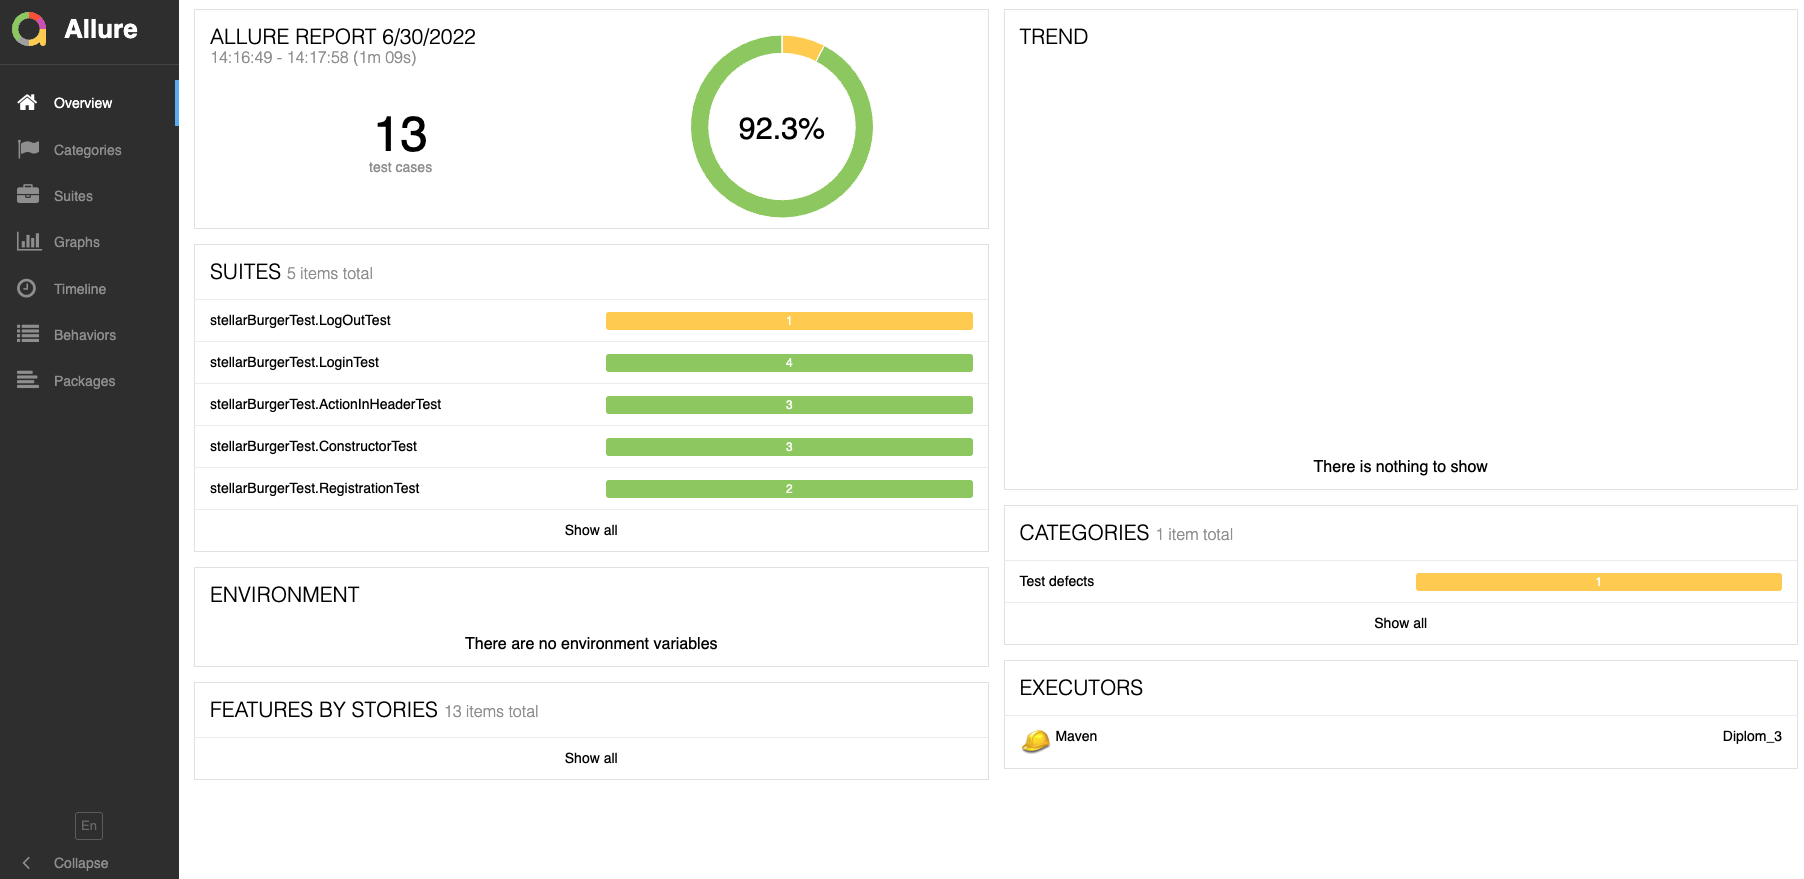 Allure
Overview
Categories
Suites
Graphs
Timeline
Behaviors
Packages
En
Collapse
ALLURE REPORT 6/30/2022
14:16:49 - 14:17:58 (1m 09s)
13
test cases
92.3%
SUITES 5 items total
stellarBurgerTest.LogOutTest 1
stellarBurgerTest.LoginTest 4
stellarBurgerTest.ActionInHeaderTest 3
stellarBurgerTest.ConstructorTest 3
stellarBurgerTest.RegistrationTest 2
Show all
ENVIRONMENT
There are no environment variables
FEATURES BY STORIES 13 items total
Show all
TREND
There is nothing to show
CATEGORIES 1 item total
Test defects 1
Show all
EXECUTORS
Maven Diplom_3